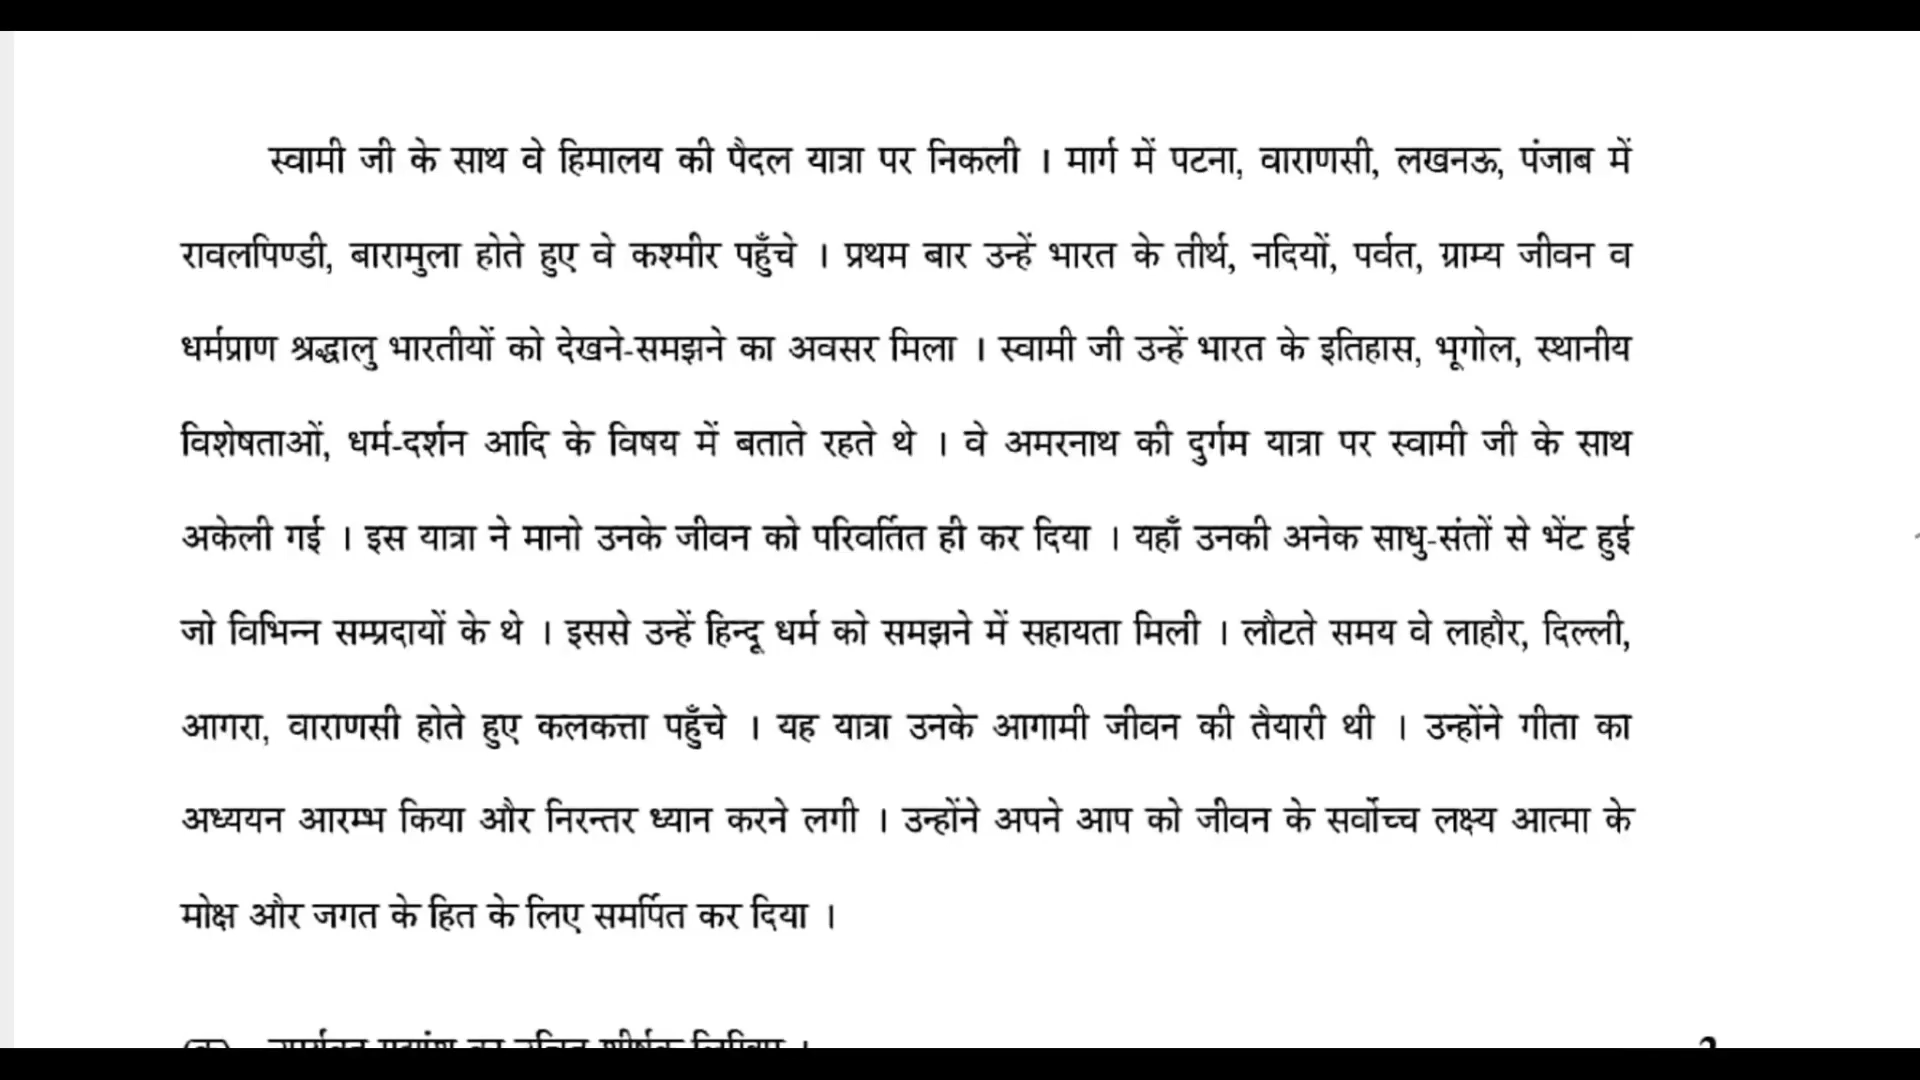 स्वामी जी के साथ वे हिमालय की पैदल यात्रा पर निकली । मार्ग में पटना, वाराणसी, लखनऊ, पंजाब में
रावलपिण्डी, बारामुला होते हुए वे कश्मीर पहुँचे । प्रथम बार उन्हें भारत के तीर्थ, नदियों, पर्वत, ग्राम्य जीवन व
धर्मप्राण श्रद्धालु भारतीयों को देखने-समझने का अवसर मिला । स्वामी जी उन्हें भारत के इतिहास, भूगोल, स्थानीय
विशेषताओं, धर्म-दर्शन आदि के विषय में बताते रहते थे । वे अमरनाथ की दुर्गम यात्रा पर स्वामी जी के साथ
अकेली गई । इस यात्रा ने मानो उनके जीवन को परिवर्तित ही कर दिया । यहाँ उनकी अनेक साधु-संतों से भेंट हुई
जो विभिन्न सम्प्रदायों के थे । इससे उन्हें हिन्दू धर्म को समझने में सहायता मिली । लौटते समय वे लाहौर, दिल्ली,
आगरा, वाराणसी होते हुए कलकत्ता पहुँचे । यह यात्रा उनके आगामी जीवन की तैयारी थी । उन्होंने गीता का
अध्ययन आरम्भ किया और निरन्तर ध्यान करने लगी । उन्होंने अपने आप को जीवन के सर्वोच्च लक्ष्य आत्मा के
मोक्ष और जगत के हित के लिए समर्पित कर दिया ।